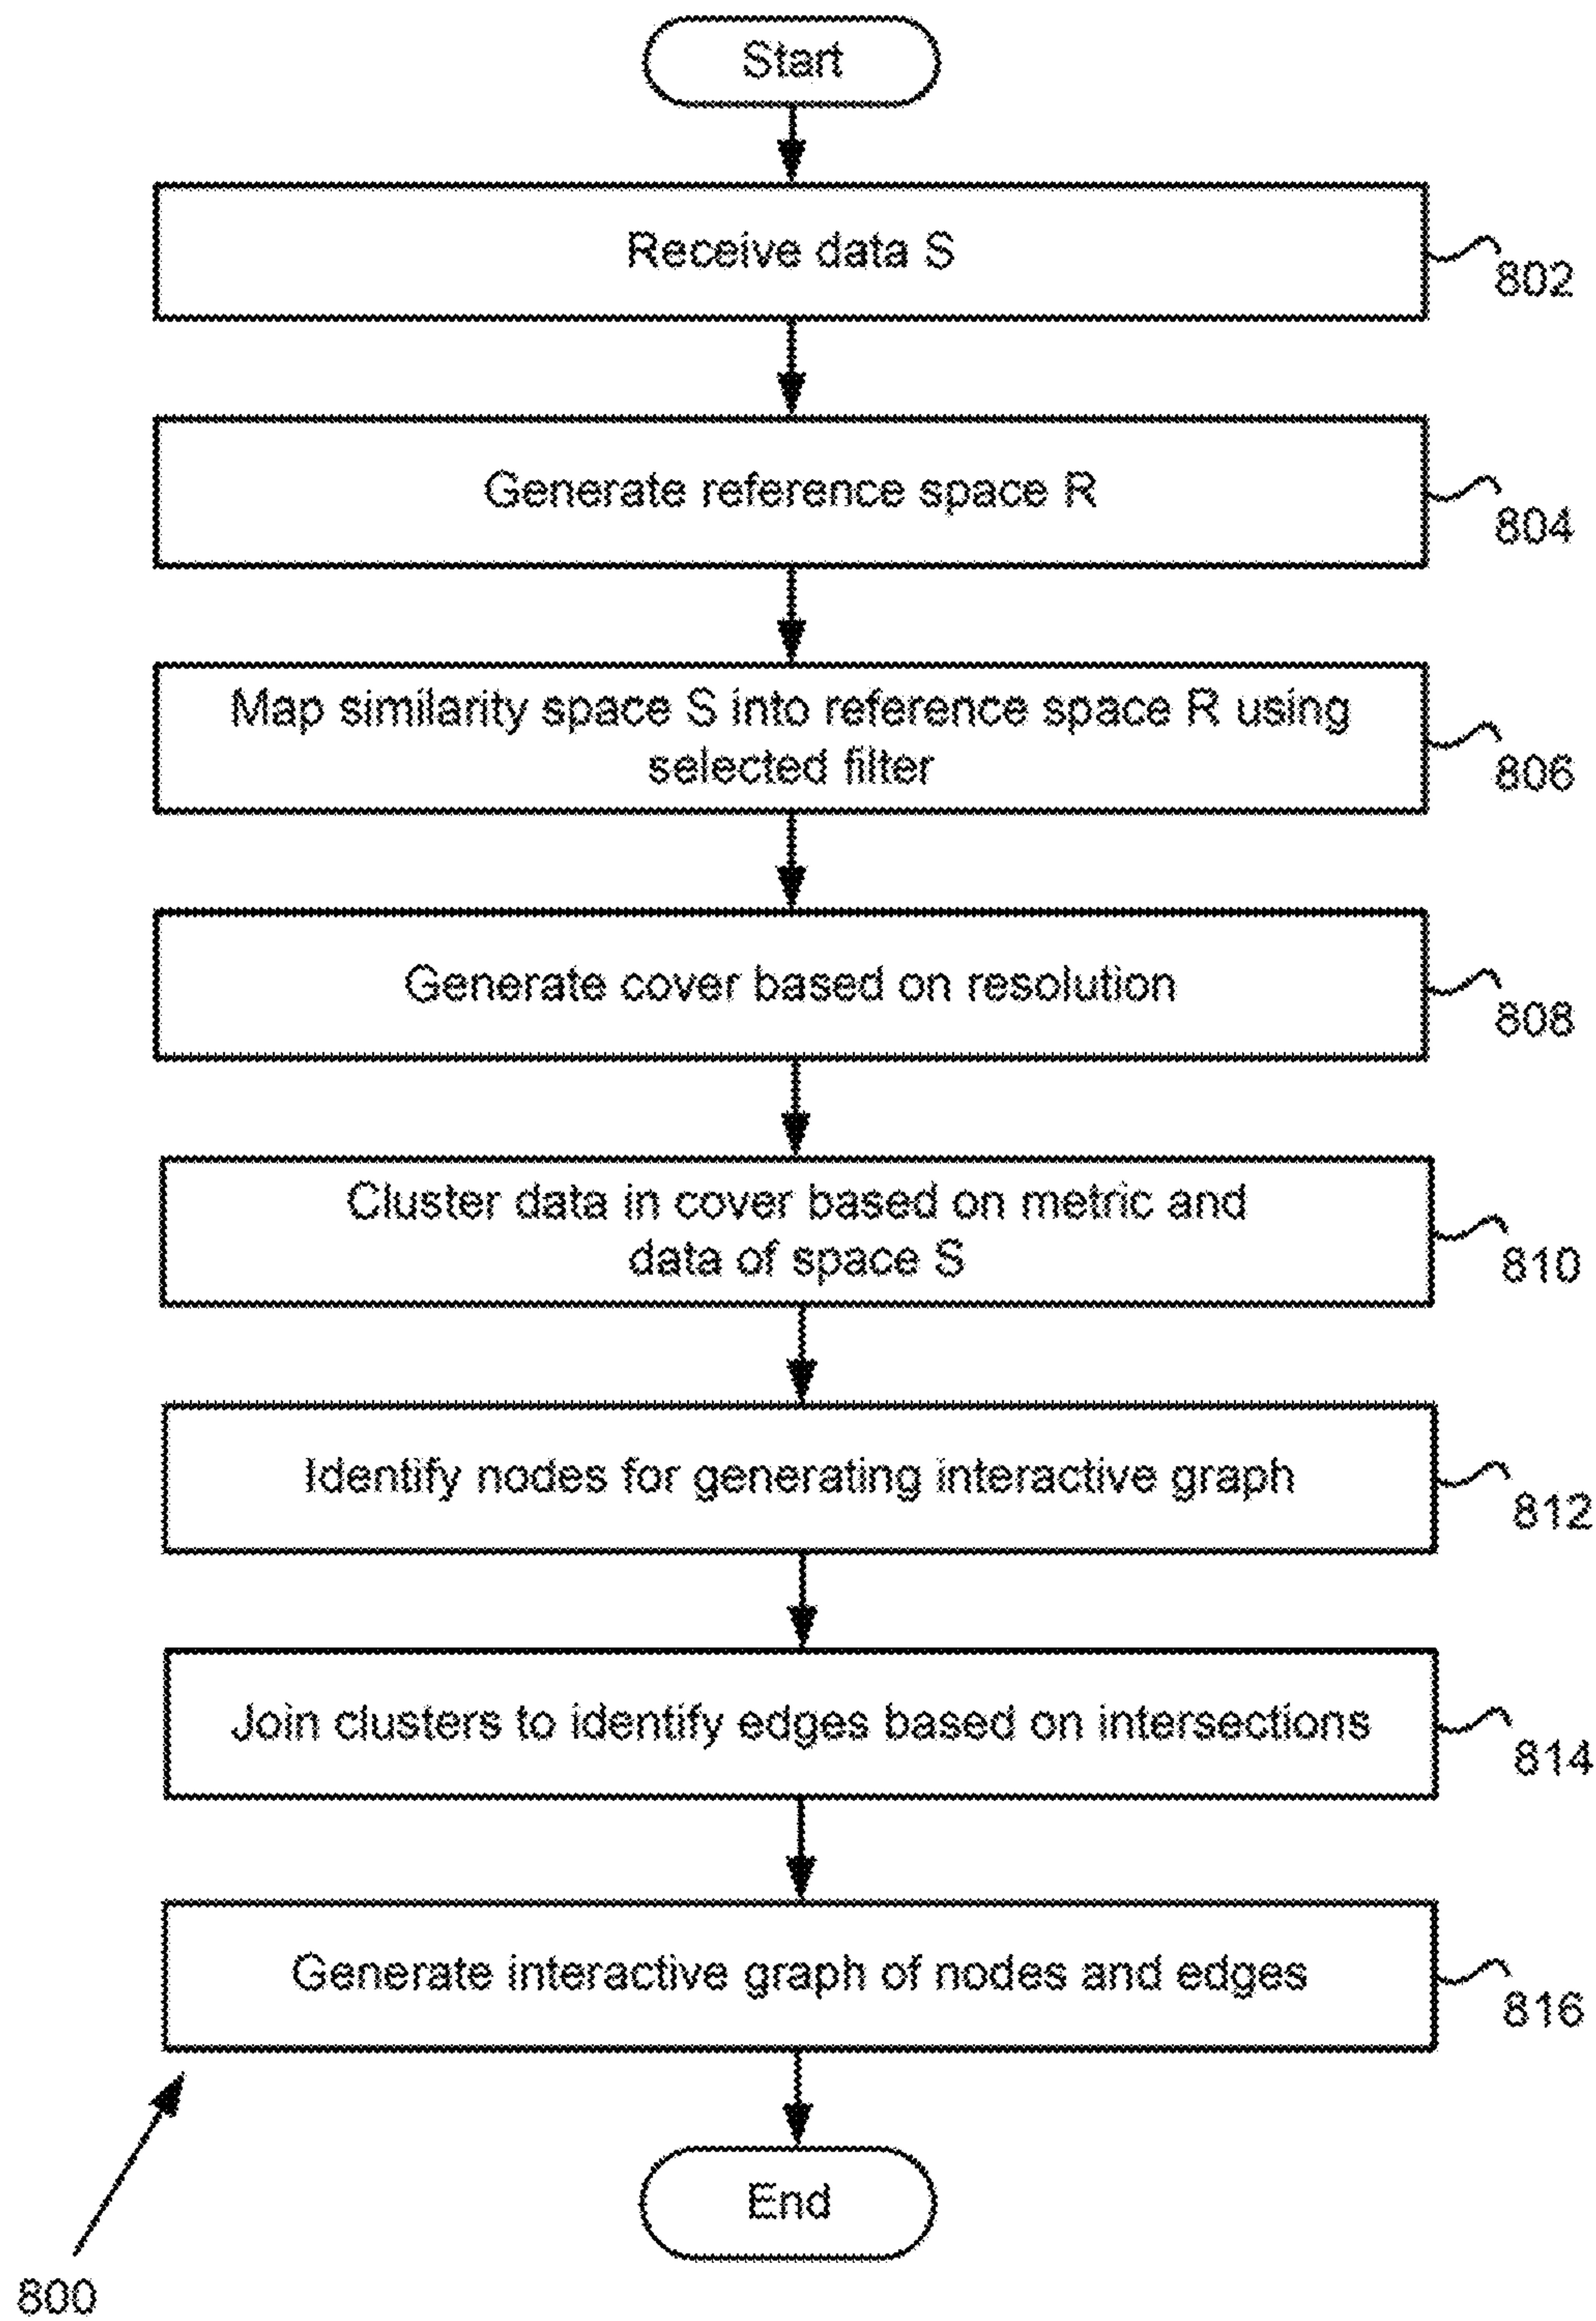 Start
Receive data S
802
Generate reference space R
804
Map similarity space S into reference space R using
selected filter
806
Generate cover based on resolution
808
Cluster data in cover based on metric and
data of space S
810
Identify nodes for generating interactive graph
812
Join clusters to identify edges based on intersections
814
Generate interactive graph of nodes and edges
816
End
800